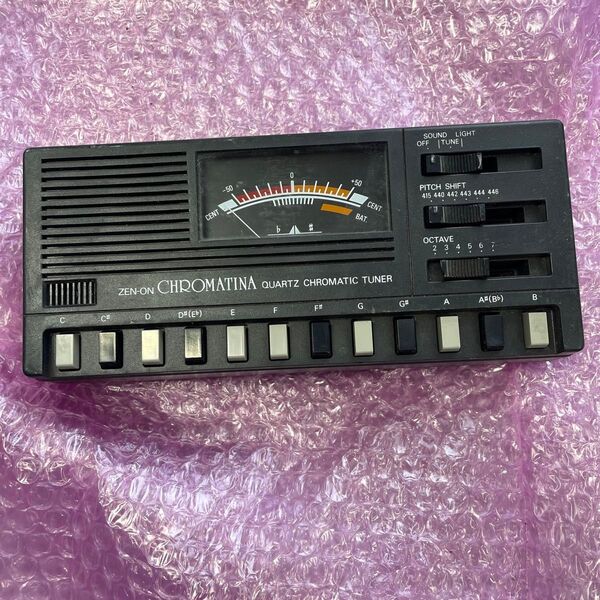 SOUND LIGHT
OFF TUNE
PITCH SHIFT
415 440 442 443 444 446
OCTAVE
2 3 4 5 6 7
-50 0 +50
CENT CENT
BAT.
♭ ♯
ZEN-ON CHROMATINA QUARTZ CHROMATIC TUNER
C C# D D#(E♭) E F F# G G# A A#(B♭) B